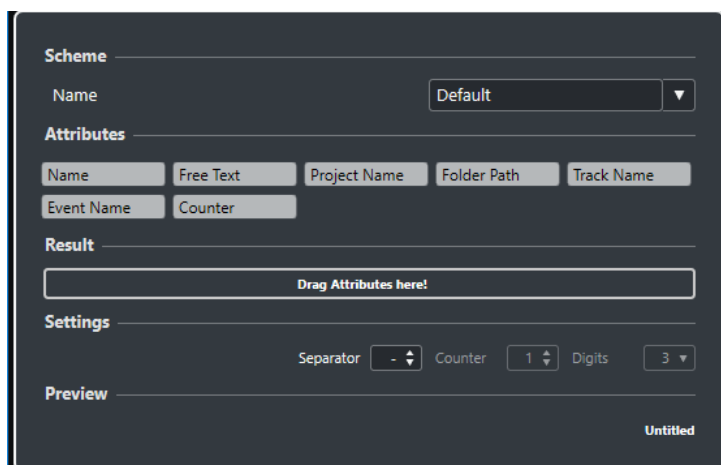 Scheme
Name Default
Attributes
Name Free Text Project Name Folder Path Track Name
Event Name Counter
Result
Drag Attributes here!
Settings
Separator - Counter 1 Digits 3
Preview
Untitled